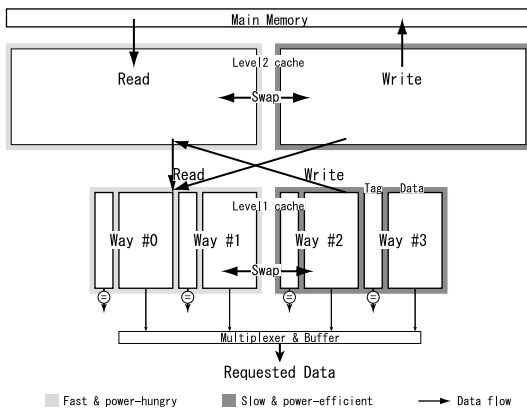 Main Memory
Level2 cache
Read
Write
Swap
Read
Write
Tag
Data
Level1 cache
Way #0
Way #1
Way #2
Way #3
Swap
=
=
=
=
Multiplexer & Buffer
Requested Data
Fast & power-hungry
Slow & power-efficient
Data flow